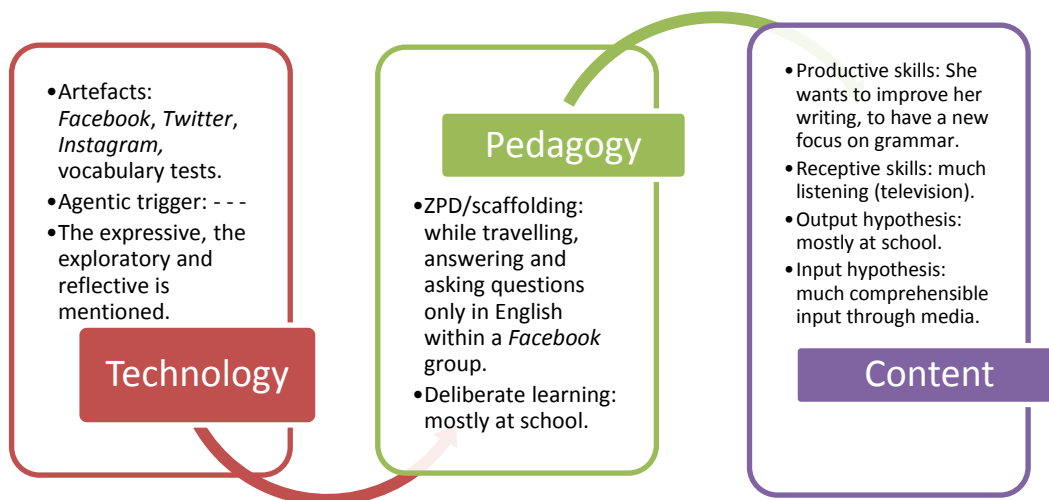 •Artefacts:
Facebook, Twitter,
Instagram,
vocabulary tests.
•Agentic trigger: - - -
•The expressive, the
exploratory and
reflective is
mentioned.
Technology
Pedagogy
•ZPD/scaffolding:
while travelling,
answering and
asking questions
only in English
within a Facebook
group.
•Deliberate learning:
mostly at school.
•Productive skills: She
wants to improve her
writing, to have a new
focus on grammar.
•Receptive skills: much
listening (television).
•Output hypothesis:
mostly at school.
•Input hypothesis:
much comprehensible
input through media.
Content